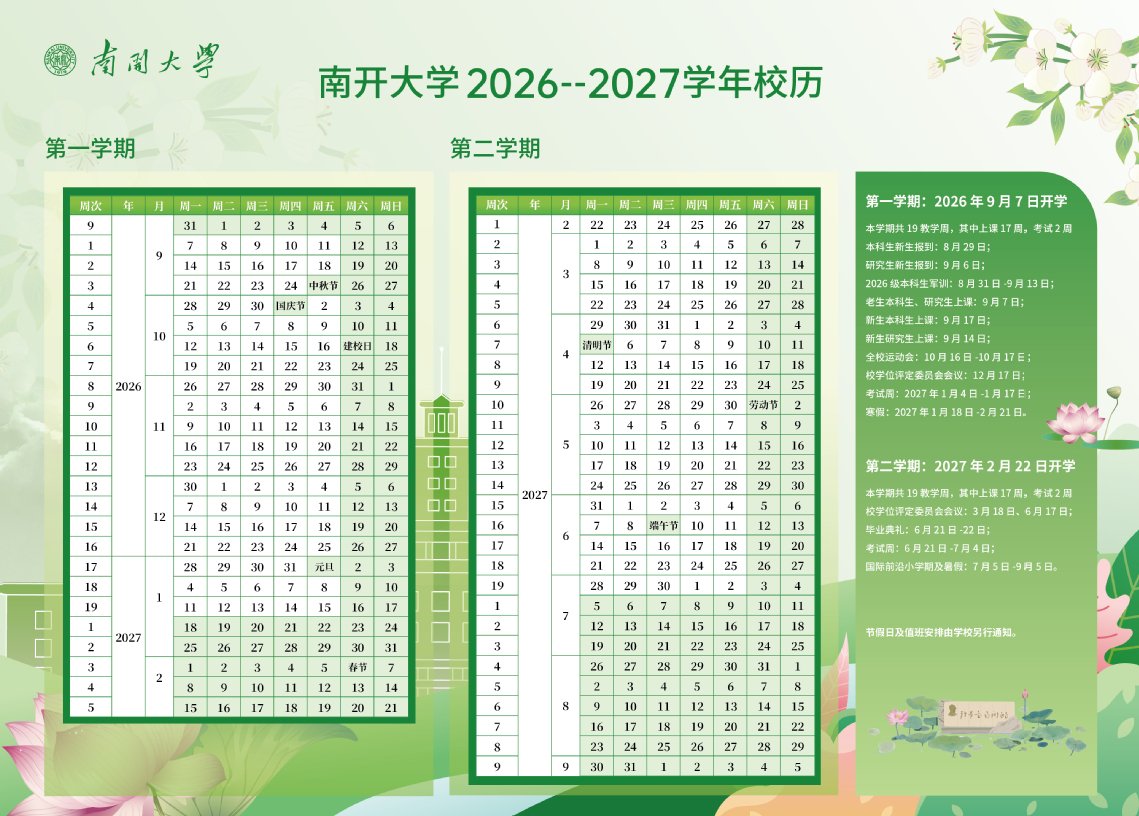 南开大学
南开大学 2026--2027学年校历
第一学期
周次 年 月 周一 周二 周三 周四 周五 周六 周日
9 2026 9 31 1 2 3 4 5 6
1 7 8 9 10 11 12 13
2 14 15 16 17 18 19 20
3 21 22 23 24 中秋节 26 27
4 10 28 29 30 国庆节 2 3 4
5 5 6 7 8 9 10 11
6 12 13 14 15 16 建校日 18
7 19 20 21 22 23 24 25
8 11 26 27 28 29 30 31 1
9 2 3 4 5 6 7 8
10 9 10 11 12 13 14 15
11 16 17 18 19 20 21 22
12 23 24 25 26 27 28 29
13 12 30 1 2 3 4 5 6
14 7 8 9 10 11 12 13
15 14 15 16 17 18 19 20
16 21 22 23 24 25 26 27
17 2027 1 28 29 30 31 元旦 2 3
18 4 5 6 7 8 9 10
19 11 12 13 14 15 16 17
1 18 19 20 21 22 23 24
2 25 26 27 28 29 30 31
3 2 1 2 3 4 5 春节 7
4 8 9 10 11 12 13 14
5 15 16 17 18 19 20 21
第二学期
周次 年 月 周一 周二 周三 周四 周五 周六 周日
1 2027 2 22 23 24 25 26 27 28
2 3 1 2 3 4 5 6 7
3 8 9 10 11 12 13 14
4 15 16 17 18 19 20 21
5 22 23 24 25 26 27 28
6 4 29 30 31 1 2 3 4
7 清明节 6 7 8 9 10 11
8 12 13 14 15 16 17 18
9 19 20 21 22 23 24 25
10 5 26 27 28 29 30 劳动节 2
11 3 4 5 6 7 8 9
12 10 11 12 13 14 15 16
13 17 18 19 20 21 22 23
14 24 25 26 27 28 29 30
15 6 31 1 2 3 4 5 6
16 7 8 端午节 10 11 12 13
17 14 15 16 17 18 19 20
18 21 22 23 24 25 26 27
19 7 28 29 30 1 2 3 4
1 5 6 7 8 9 10 11
2 12 13 14 15 16 17 18
3 19 20 21 22 23 24 25
4 8 26 27 28 29 30 31 1
5 2 3 4 5 6 7 8
6 9 10 11 12 13 14 15
7 16 17 18 19 20 21 22
8 23 24 25 26 27 28 29
9 9 30 31 1 2 3 4 5
第一学期：2026 年 9 月 7 日开学
本学期共 19 教学周，其中上课 17 周。考试 2 周
本科生新生报到：8 月 29 日；
研究生新生报到：9 月 6 日；
2026 级本科生军训：8 月 31 日 -9 月 13 日；
老生本科生、研究生上课：9 月 7 日；
新生本科生上课：9 月 17 日；
新生研究生上课：9 月 14 日；
全校运动会：10 月 16 日 -10 月 17 日；
校学位评定委员会会议：12 月 17 日；
考试周：2027 年 1 月 4 日 -1 月 17 日；
寒假：2027 年 1 月 18 日 -2 月 21 日。
第二学期：2027 年 2 月 22 日开学
本学期共 19 教学周，其中上课 17 周。考试 2 周
校学位评定委员会会议：3 月 18 日、6 月 17 日；
毕业典礼：6 月 21 日 -22 日；
考试周：6 月 21 日 -7 月 4 日；
国际前沿小学期及暑假：7 月 5 日 -9 月 5 日。
节假日及值班安排由学校另行通知。